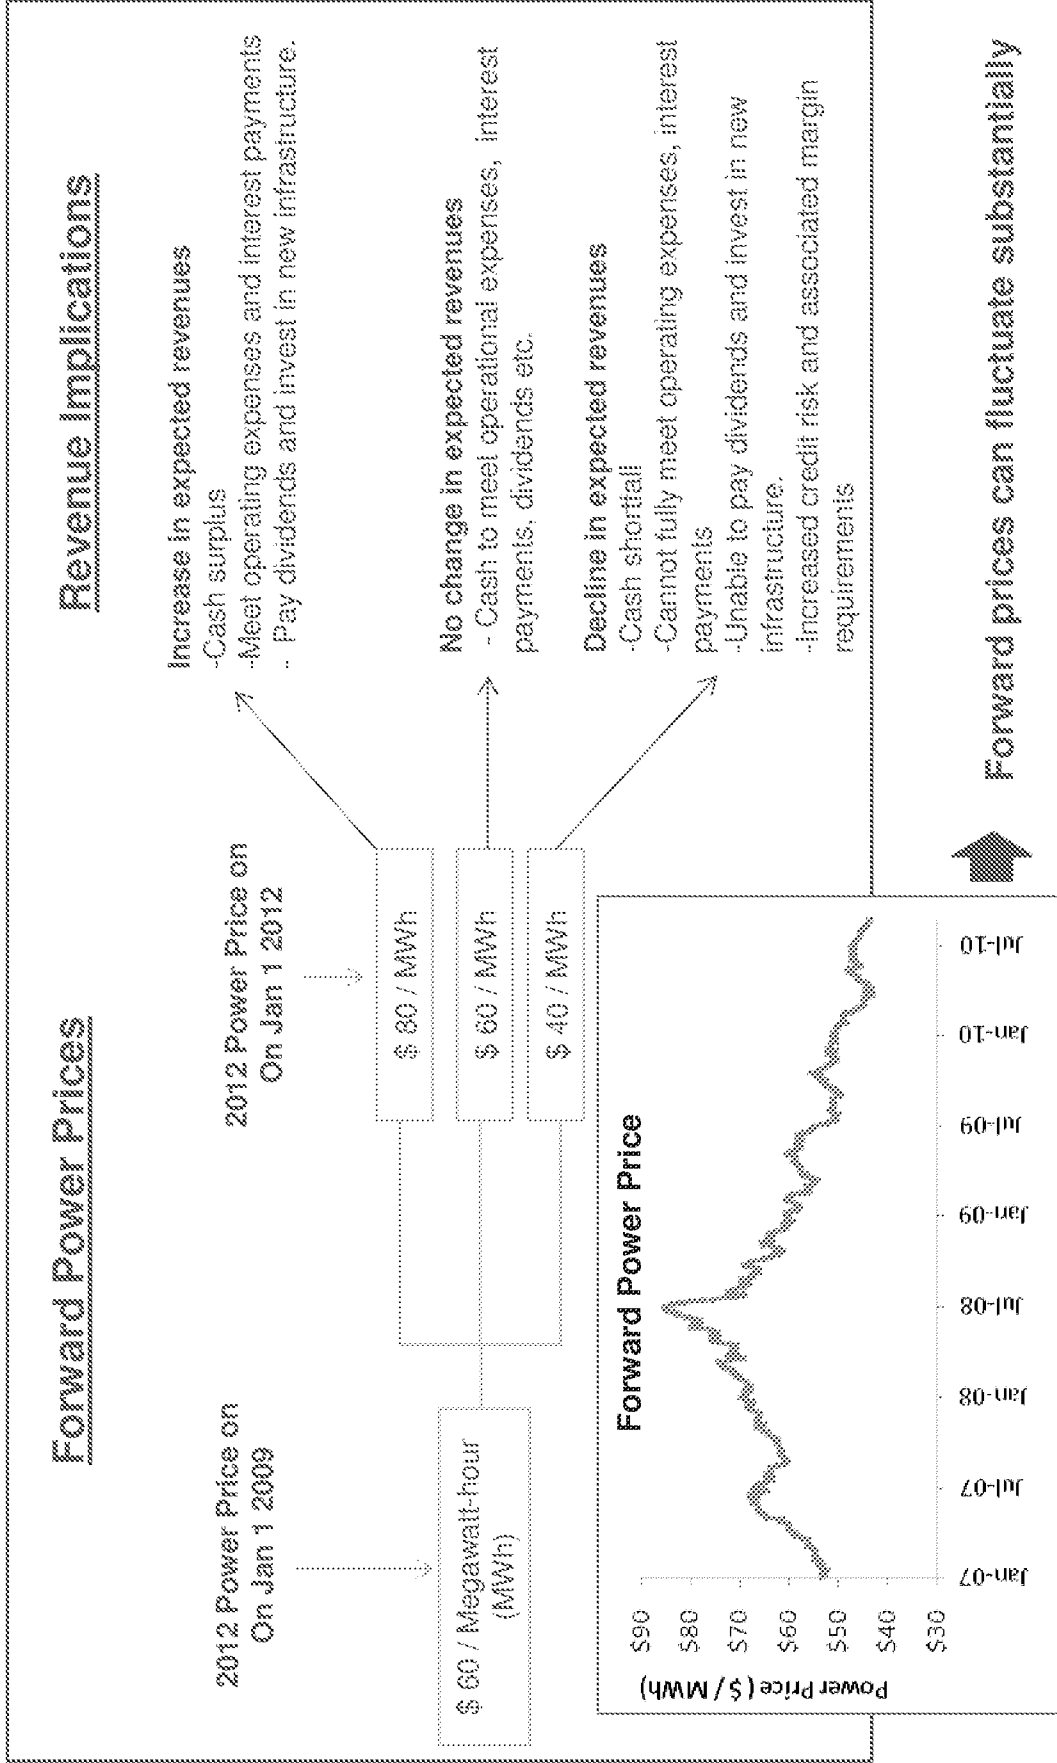 Forward Power Prices
Revenue Implications
2012 Power Price on
On Jan 1 2009
$ 60 / Megawatt-hour
(MWh)
2012 Power Price on
On Jan 1 2012
$ 80 / MWh
$ 60 / MWh
$ 40 / MWh
Increase in expected revenues
-Cash surplus
-Meet operating expenses and interest payments
- Pay dividends and invest in new infrastructure.
No change in expected revenues
- Cash to meet operational expenses, interest
payments, dividends etc.
Decline in expected revenues
-Cash shortfall
-Cannot fully meet operating expenses, interest
payments
-Unable to pay dividends and invest in new
infrastructure.
-Increased credit risk and associated margin
requirements
Forward Power Price
Power Price ($ / MWh)
$90
$80
$70
$60
$50
$40
$30
Jan-07
Jul-07
Jan-08
Jul-08
Jan-09
Jul-09
Jan-10
Jul-10
Forward prices can fluctuate substantially